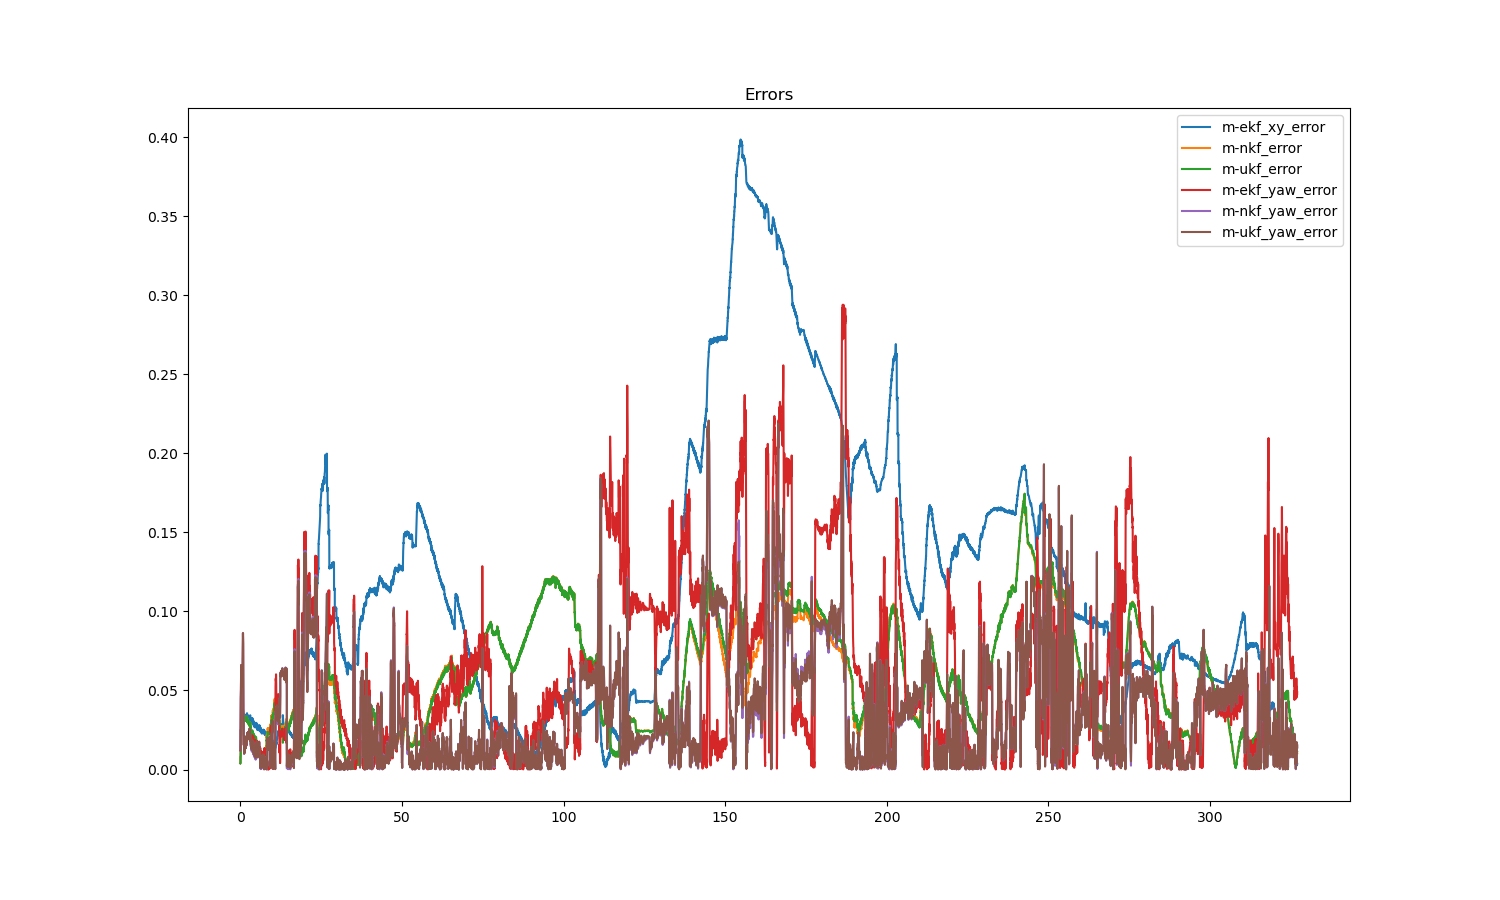 Errors
m-ekf_xy_error
m-nkf_error
m-ukf_error
m-ekf_yaw_error
m-nkf_yaw_error
m-ukf_yaw_error
0.40
0.35
0.30
0.25
0.20
0.15
0.10
0.05
0.00
0 50 100 150 200 250 300